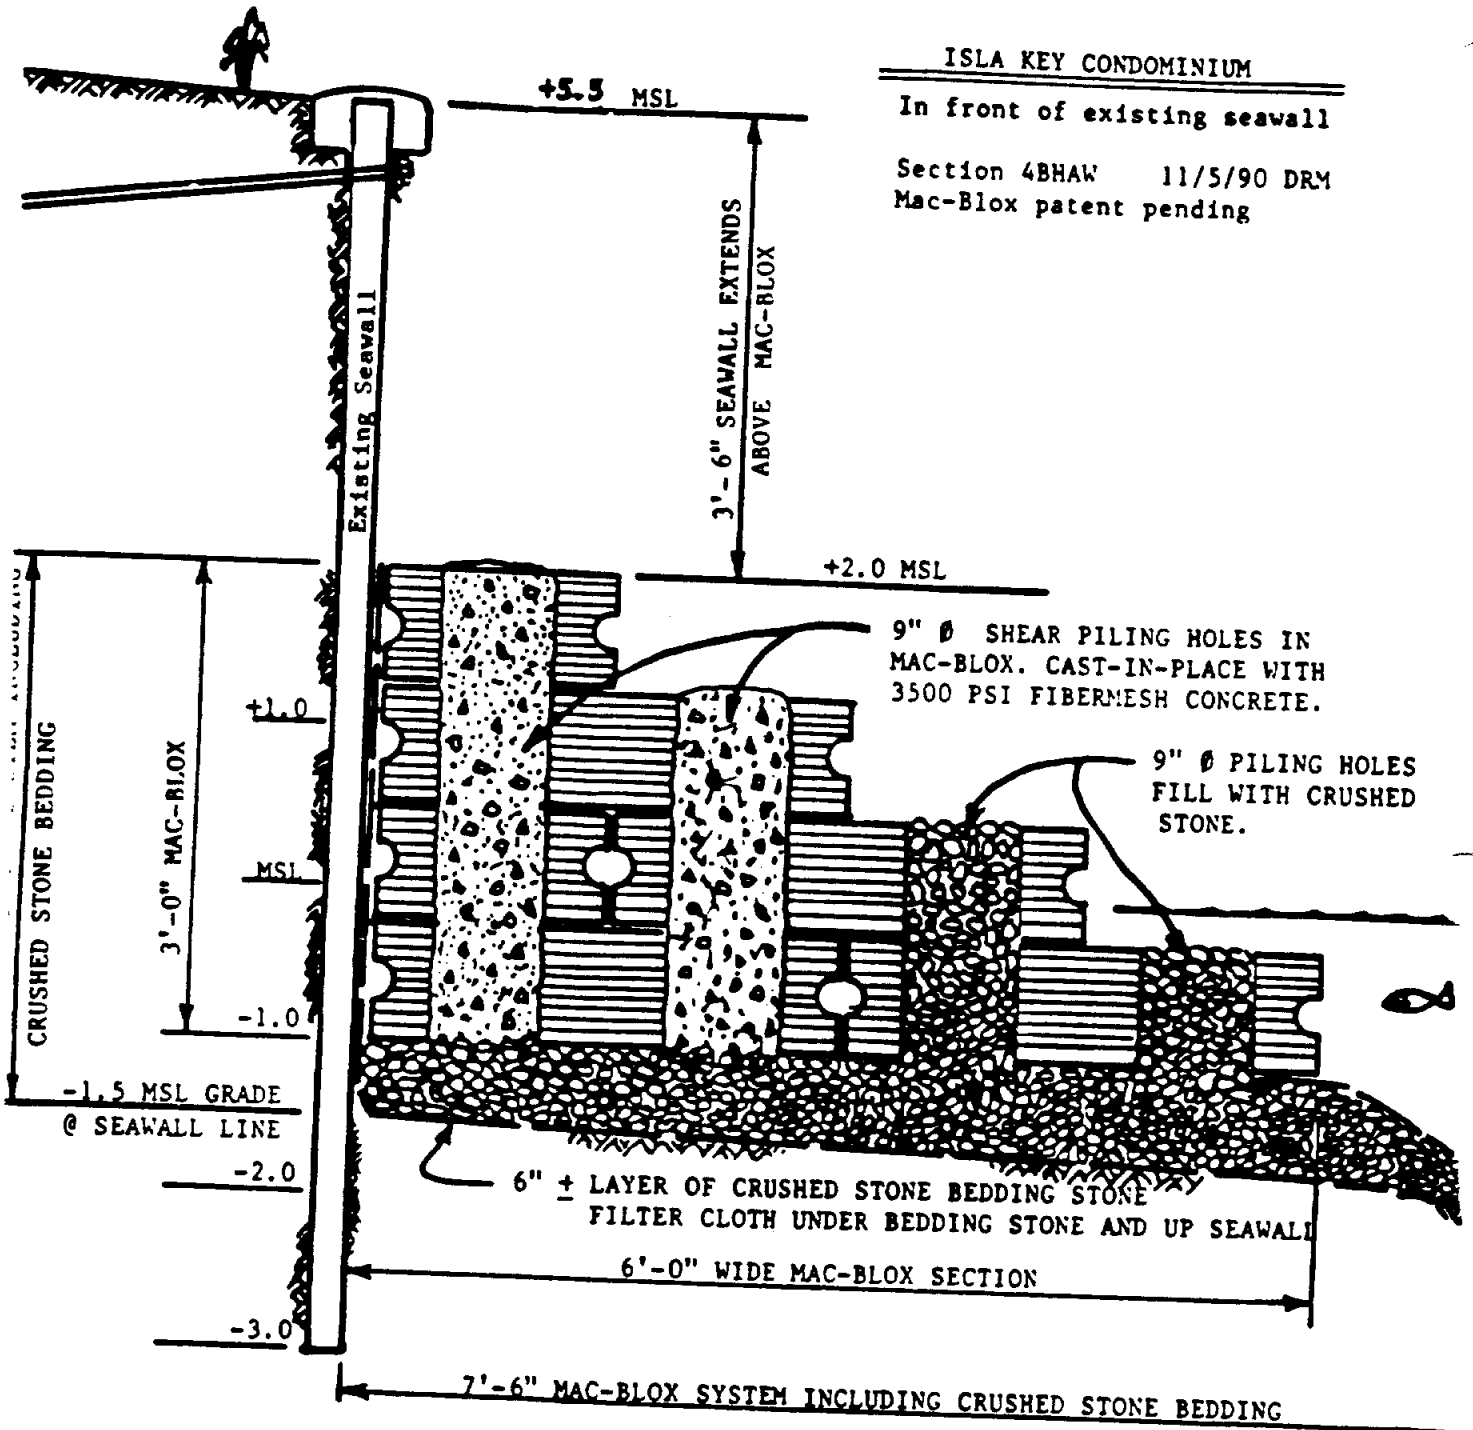 ISLA KEY CONDOMINIUM
In front of existing seawall
Section 4BHAW 11/5/90 DRM
Mac-Blox patent pending
+5.5 MSL
3'-6" SEAWALL EXTENDS
ABOVE MAC-BLOX
Existing Seawall
+2.0 MSL
9" Ø SHEAR PILING HOLES IN
MAC-BLOX. CAST-IN-PLACE WITH
3500 PSI FIBERMESH CONCRETE.
9" Ø PILING HOLES
FILL WITH CRUSHED
STONE.
CRUSHED STONE BEDDING
3'-0" MAC-BLOX
+1.0
MSL
-1.0
-1.5 MSL GRADE
@ SEAWALL LINE
-2.0
-3.0
6" ± LAYER OF CRUSHED STONE BEDDING STONE
FILTER CLOTH UNDER BEDDING STONE AND UP SEAWALL
6'-0" WIDE MAC-BLOX SECTION
7'-6" MAC-BLOX SYSTEM INCLUDING CRUSHED STONE BEDDING